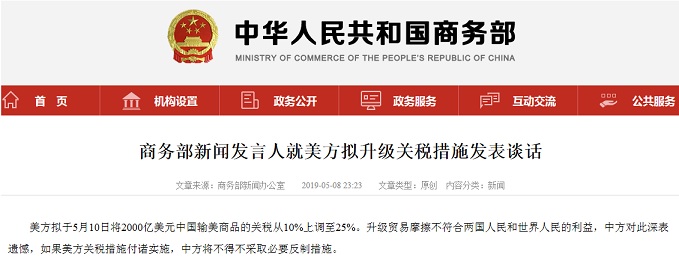 中华人民共和国商务部
MINISTRY OF COMMERCE OF THE PEOPLE'S REPUBLIC OF CHINA
首 页 机构设置 政务公开 政务服务 互动交流 公共服务
商务部新闻发言人就美方拟升级关税措施发表谈话
文章来源：商务部新闻办公室 2019-05-08 23:23 文章类型：原创 内容分类：新闻
美方拟于5月10日将2000亿美元中国输美商品的关税从10%上调至25%。升级贸易摩擦不符合两国人民和世界人民的利益，中方对此深表
遗憾，如果美方关税措施付诸实施，中方将不得不采取必要反制措施。